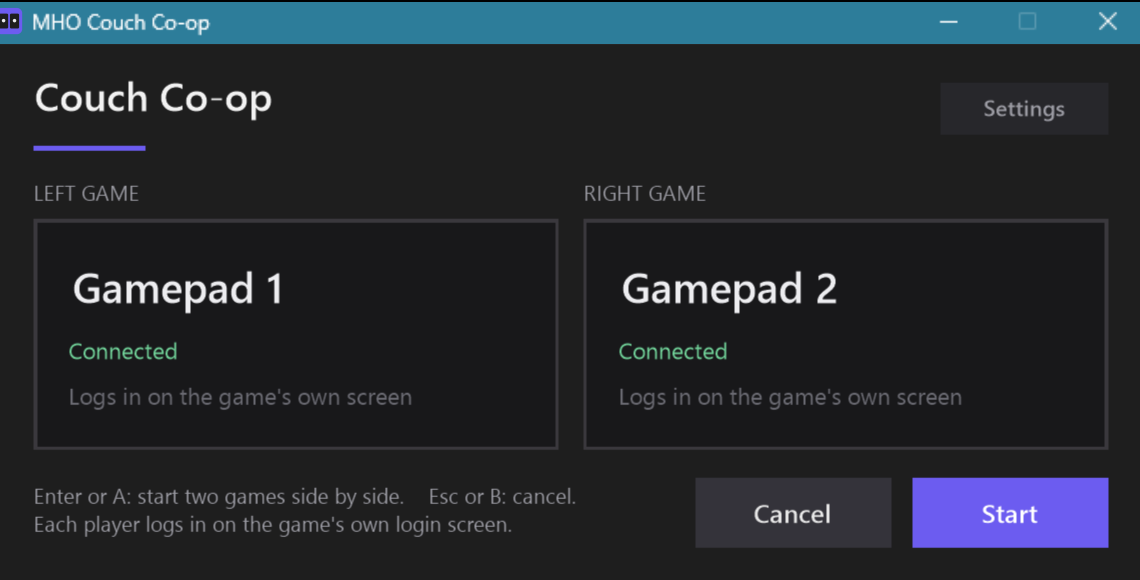 MHO Couch Co-op
Couch Co-op
Settings
LEFT GAME
RIGHT GAME
Gamepad 1
Connected
Logs in on the game's own screen
Gamepad 2
Connected
Logs in on the game's own screen
Enter or A: start two games side by side. Esc or B: cancel.
Each player logs in on the game's own login screen.
Cancel
Start